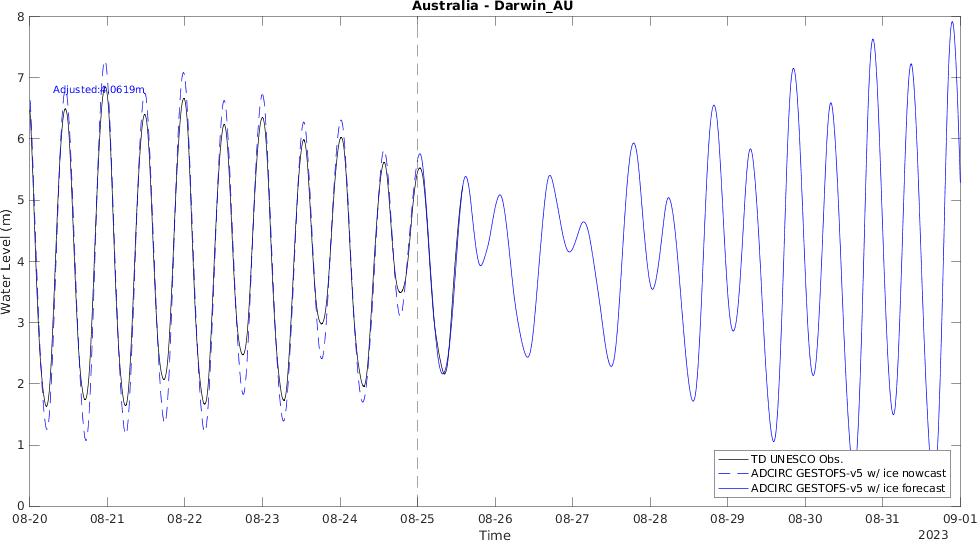 Australia - Darwin_AU
8
7
Adjusted:4.0619m
6
5
4
3
2
1
0
Water Level (m)
TD UNESCO Obs.
ADCIRC GESTOFS-v5 w/ ice nowcast
ADCIRC GESTOFS-v5 w/ ice forecast
08-20 08-21 08-22 08-23 08-24 08-25 08-26 08-27 08-28 08-29 08-30 08-31 09-01
Time
2023